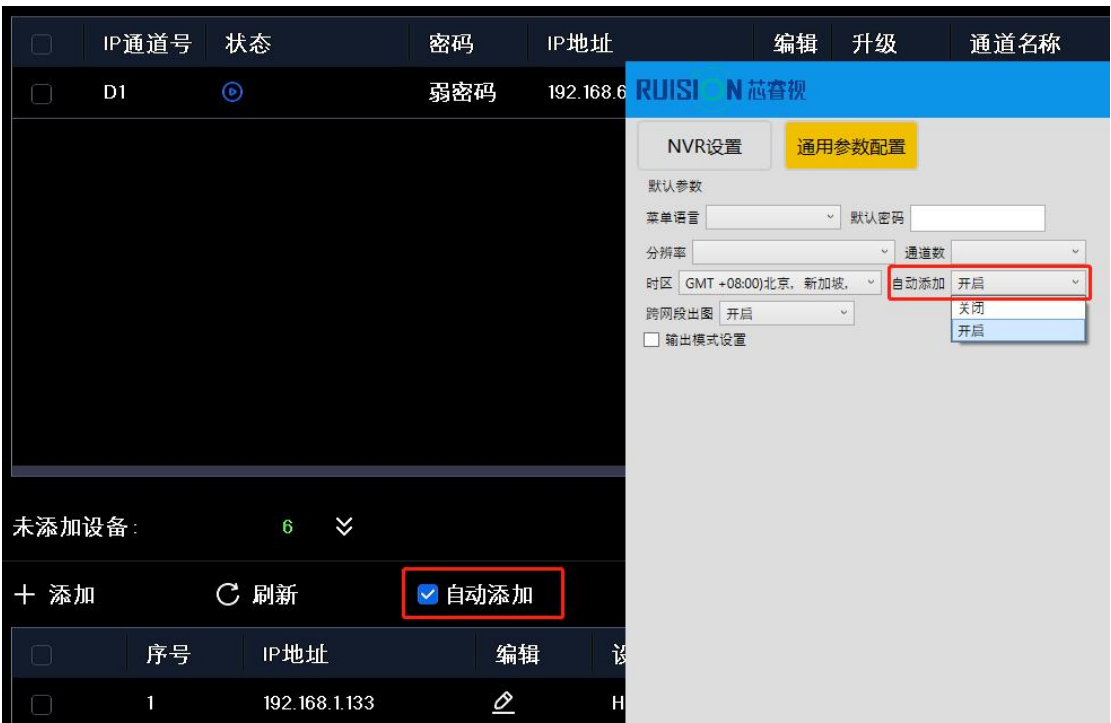 IP通道号 状态 密码 IP地址 编辑 升级 通道名称
D1 弱密码 192.168.6
RUISION 芯睿视
NVR设置 通用参数配置
默认参数
菜单语言 默认密码
分辨率 通道数
时区 GMT +08:00)北京, 新加坡, 自动添加 开启
关闭
跨网段出图 开启
开启
输出模式设置
未添加设备: 6
添加 刷新 自动添加
序号 IP地址 编辑
1 192.168.1.133 H